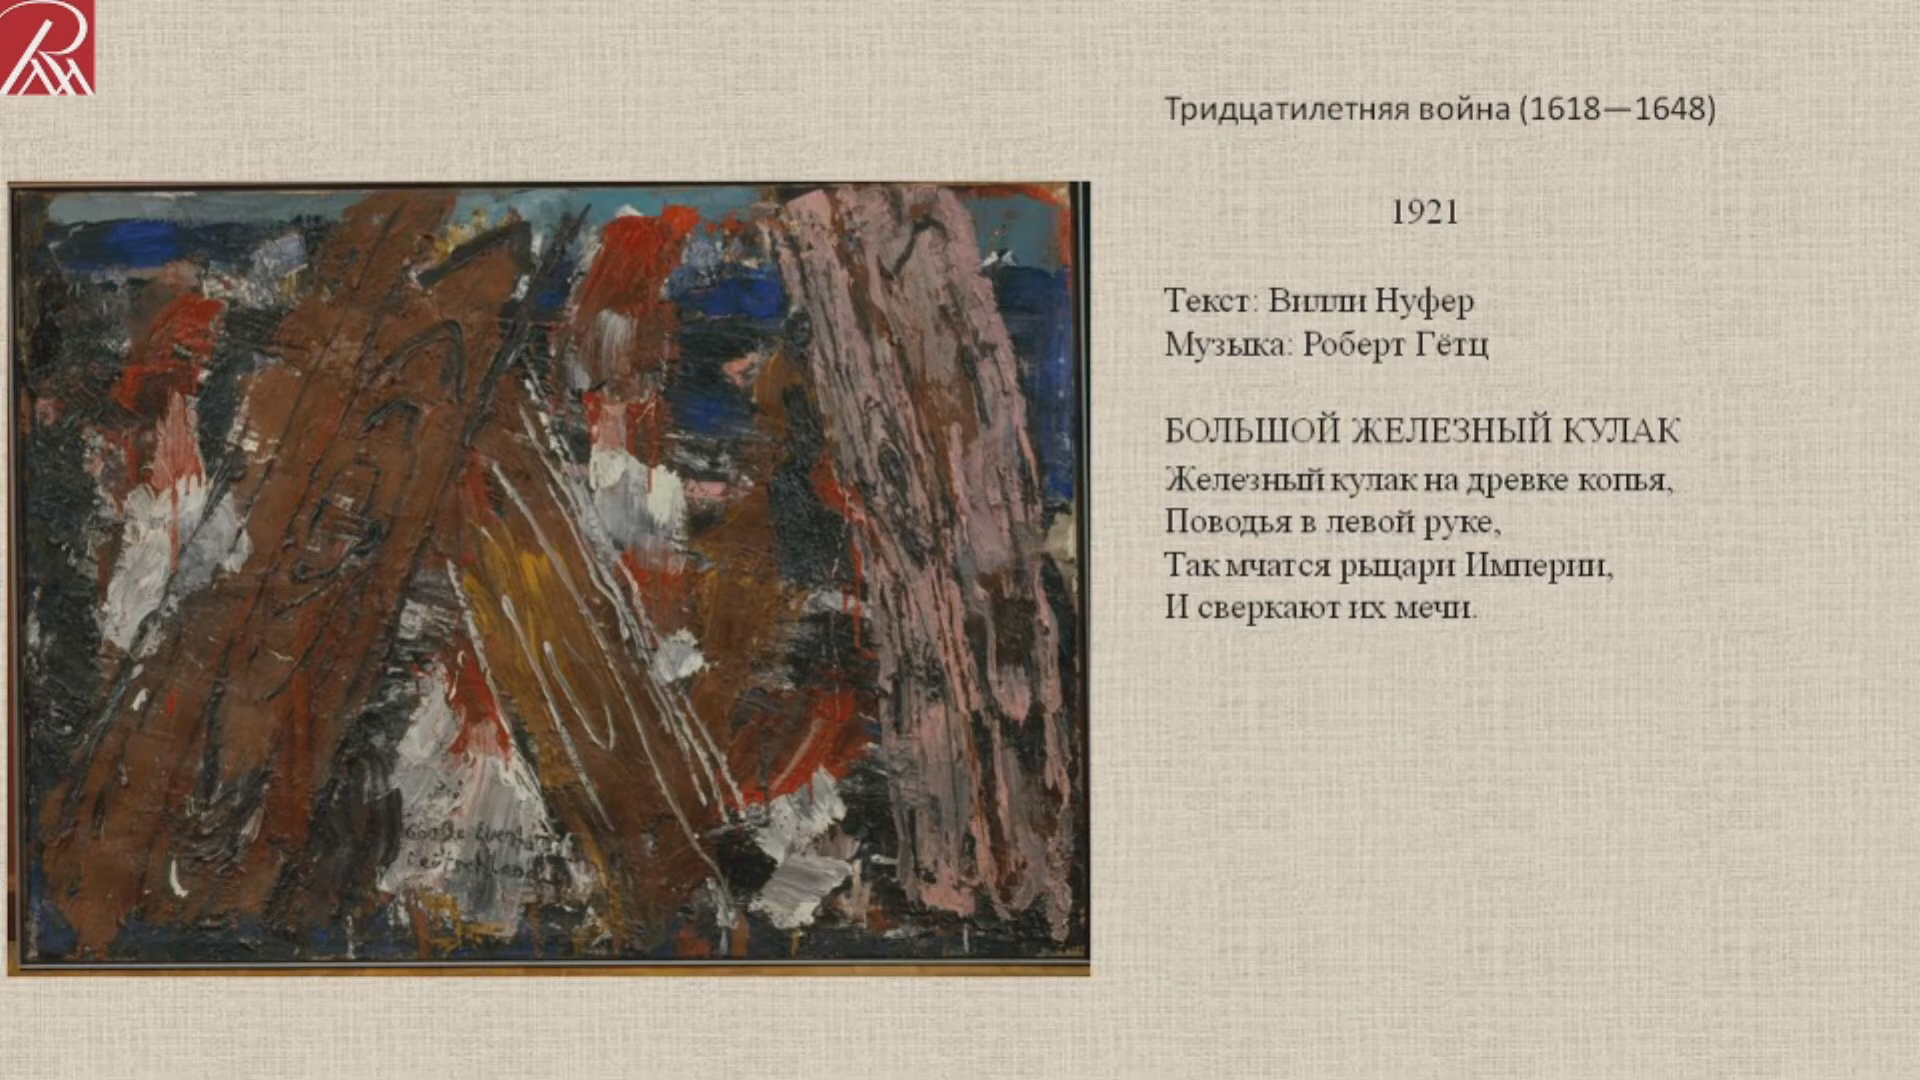 Тридцатилетняя война (1618—1648)
1921
Текст: Вилли Нуфер
Музыка: Роберт Гётц
БОЛЬШОЙ ЖЕЛЕЗНЫЙ КУЛАК
Железный кулак на древке копья,
Поводья в левой руке,
Так мчатся рыцари Империи,
И сверкают их мечи.